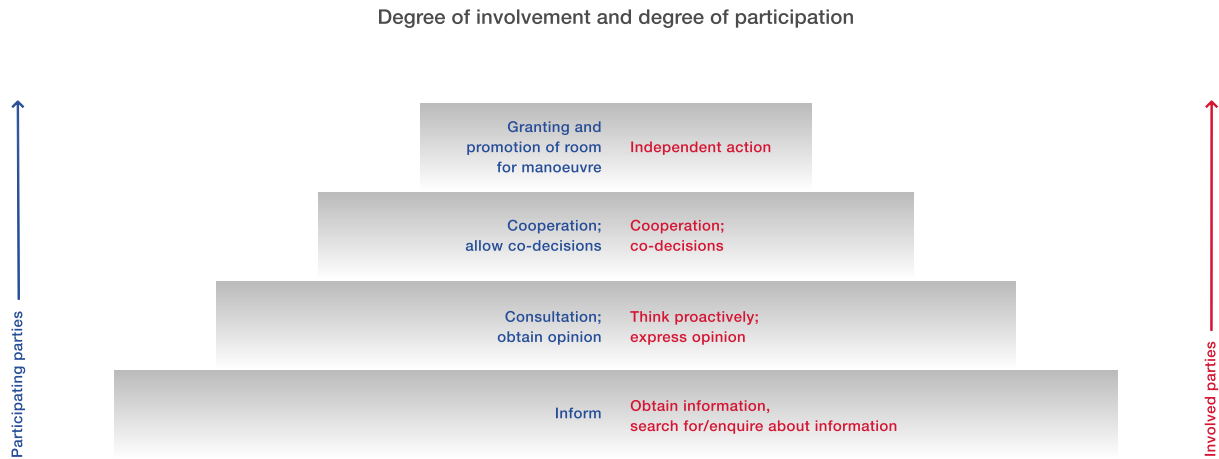 Degree of involvement and degree of participation
Granting and
promotion of room
for manoeuvre
Independent action
Cooperation;
allow co-decisions
Cooperation;
co-decisions
Consultation;
obtain opinion
Think proactively;
express opinion
Inform
Obtain information,
search for/enquire about information
Participating parties
Involved parties